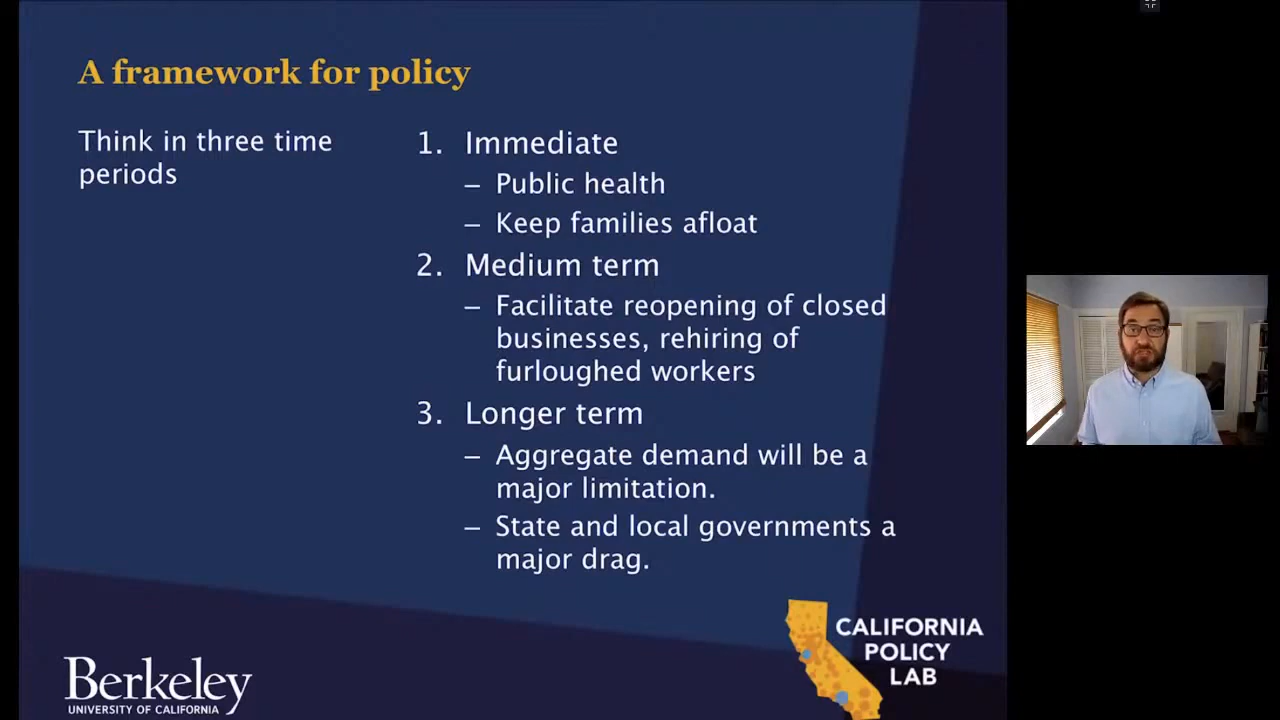 A framework for policy
Think in three time
periods
1. Immediate
– Public health
– Keep families afloat
2. Medium term
– Facilitate reopening of closed
businesses, rehiring of
furloughed workers
3. Longer term
– Aggregate demand will be a
major limitation.
– State and local governments a
major drag.
Berkeley
UNIVERSITY OF CALIFORNIA
CALIFORNIA
POLICY
LAB